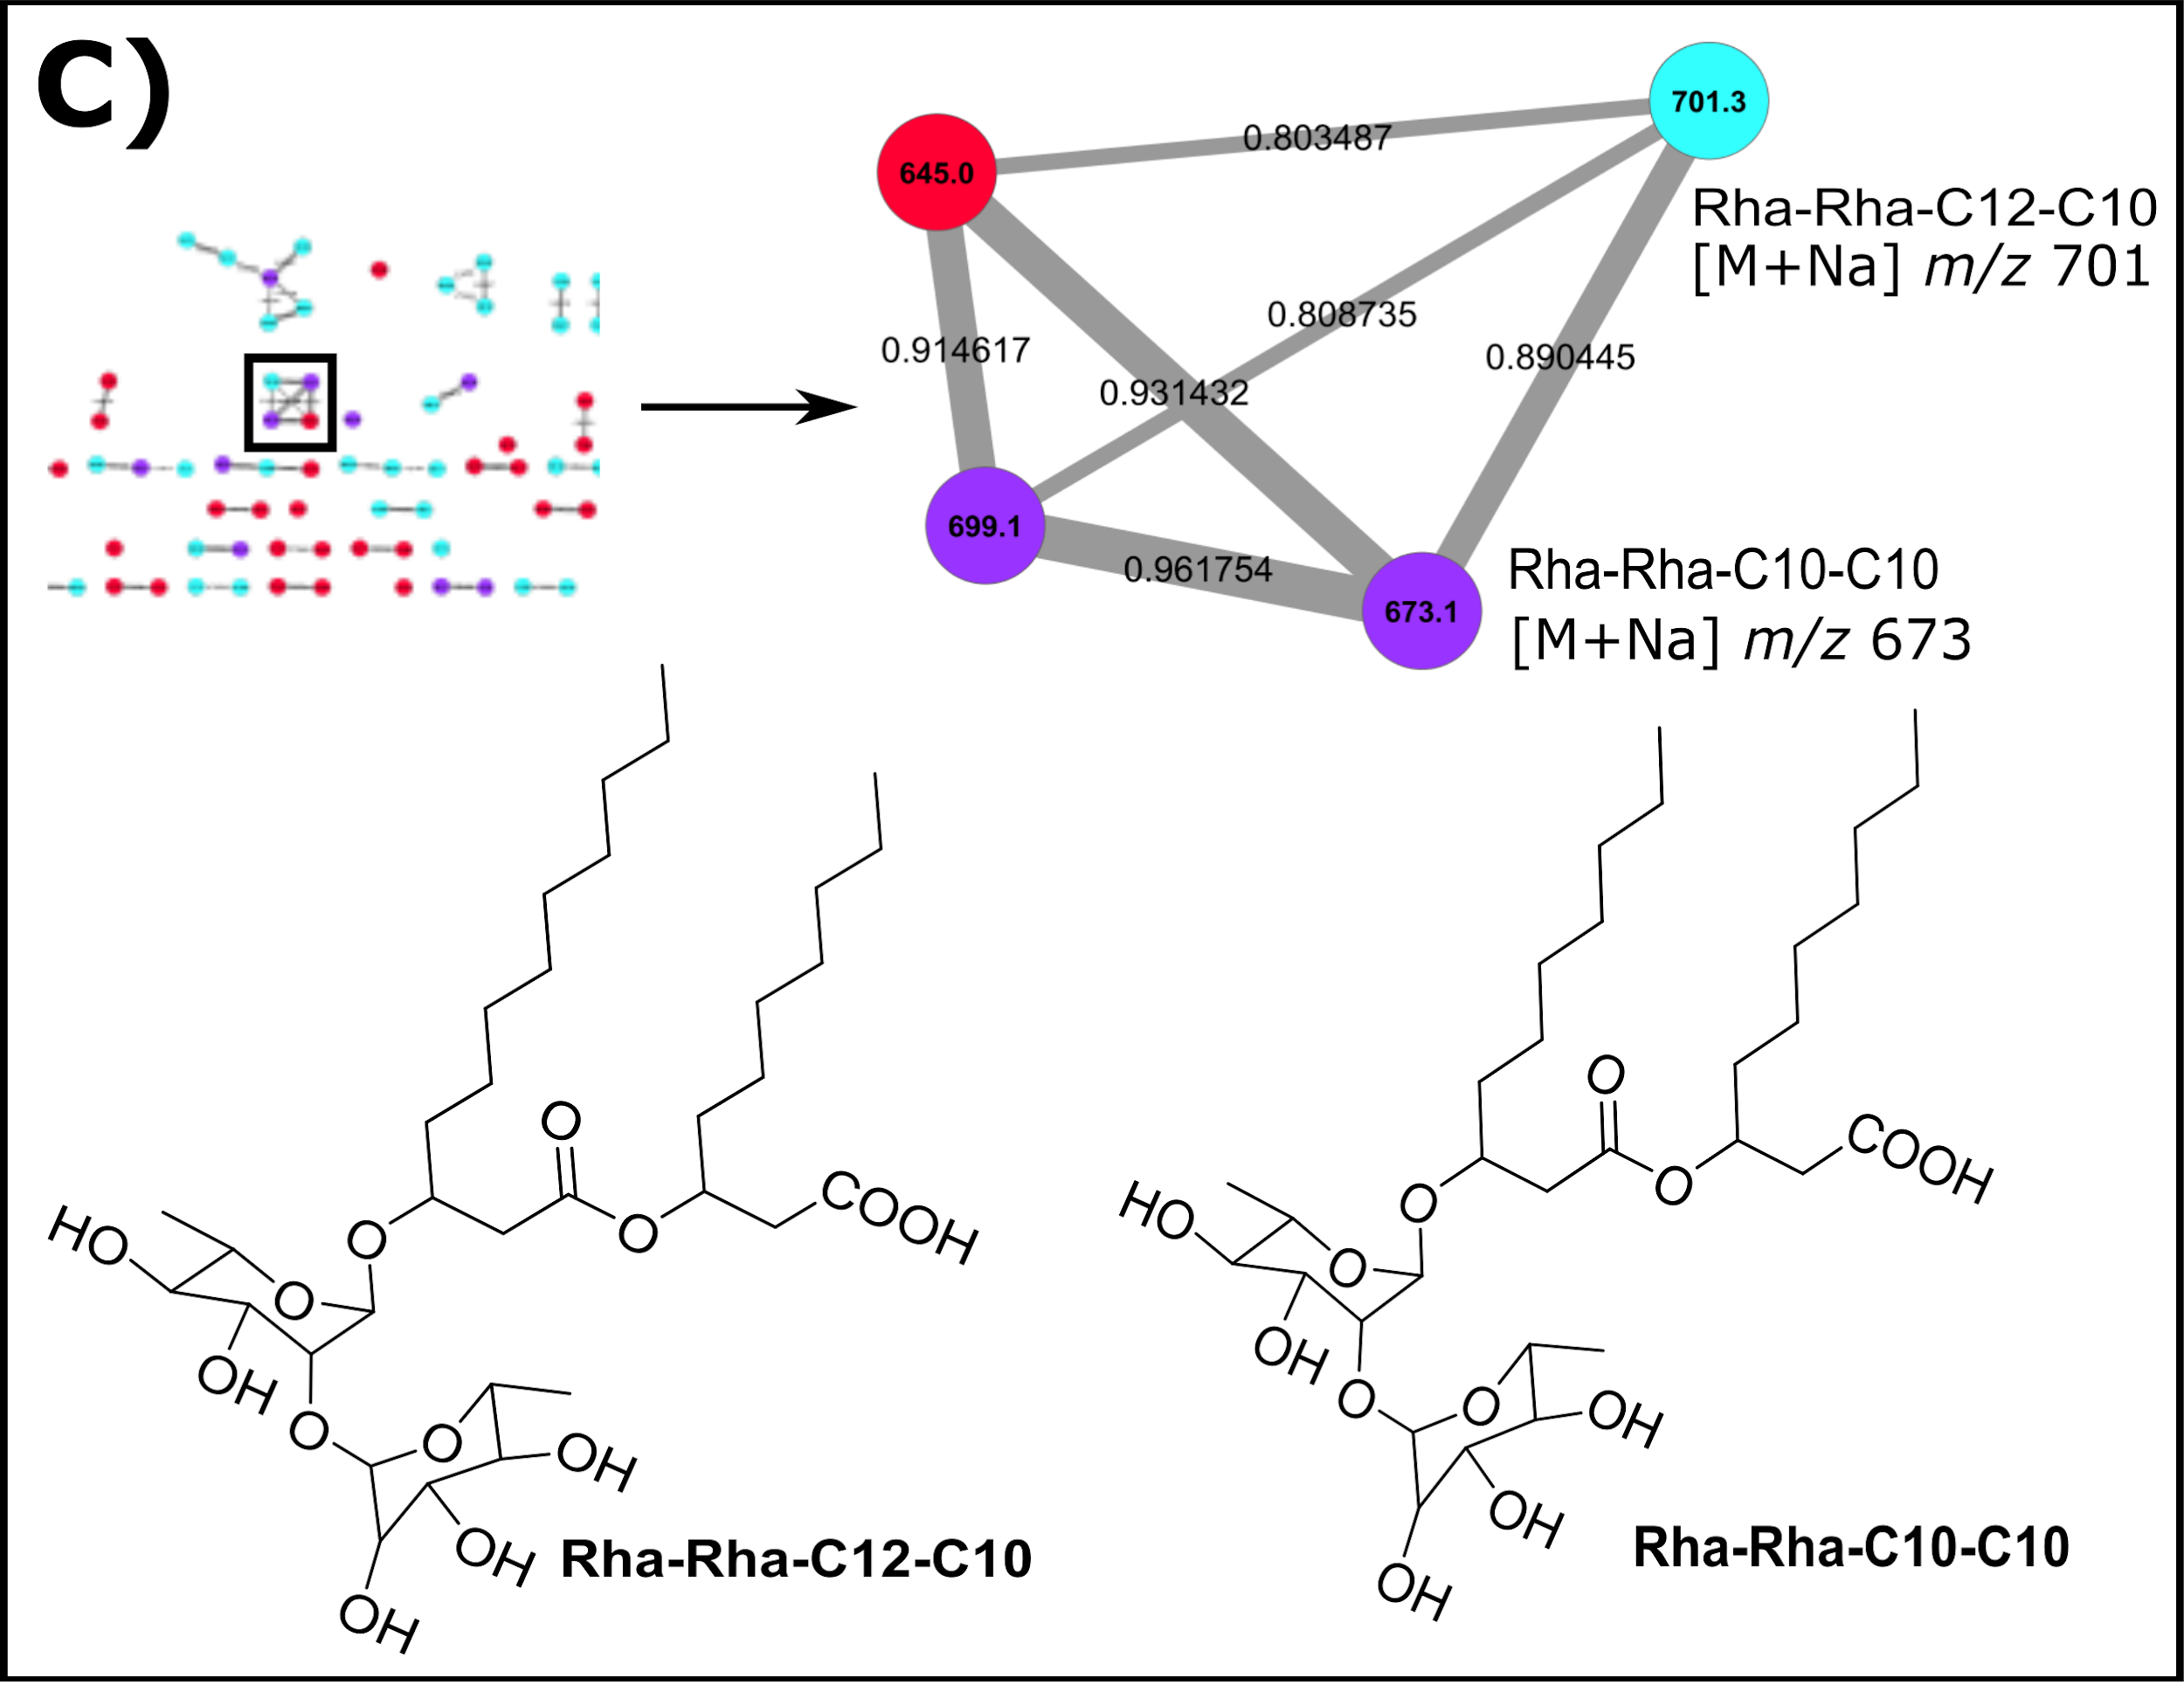 C)
645.0
701.3
0.803487
Rha-Rha-C12-C10
[M+Na] m/z 701
0.808735
0.914617
0.890445
0.931432
699.1
0.961754
673.1
Rha-Rha-C10-C10
[M+Na] m/z 673
O
COOH
O
O
HO
O
OH
O
O
OH
OH
OH
Rha-Rha-C12-C10
O
COOH
O
O
HO
O
OH
O
O
OH
OH
OH
Rha-Rha-C10-C10